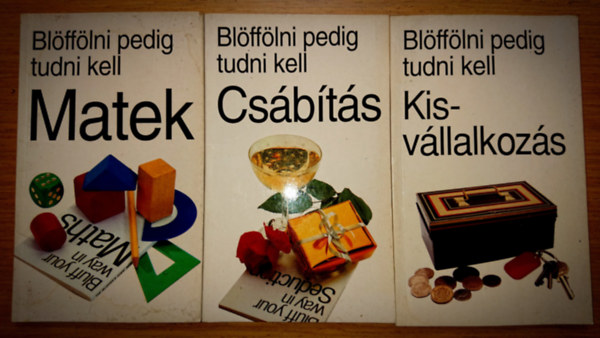 Blöffölni pedig
tudni kell
Matek
Bluff your
way in
Maths
Blöffölni pedig
tudni kell
Csábítás
Bluff your
way in
Seduction
Blöffölni pedig
tudni kell
Kis-
vállalkozás